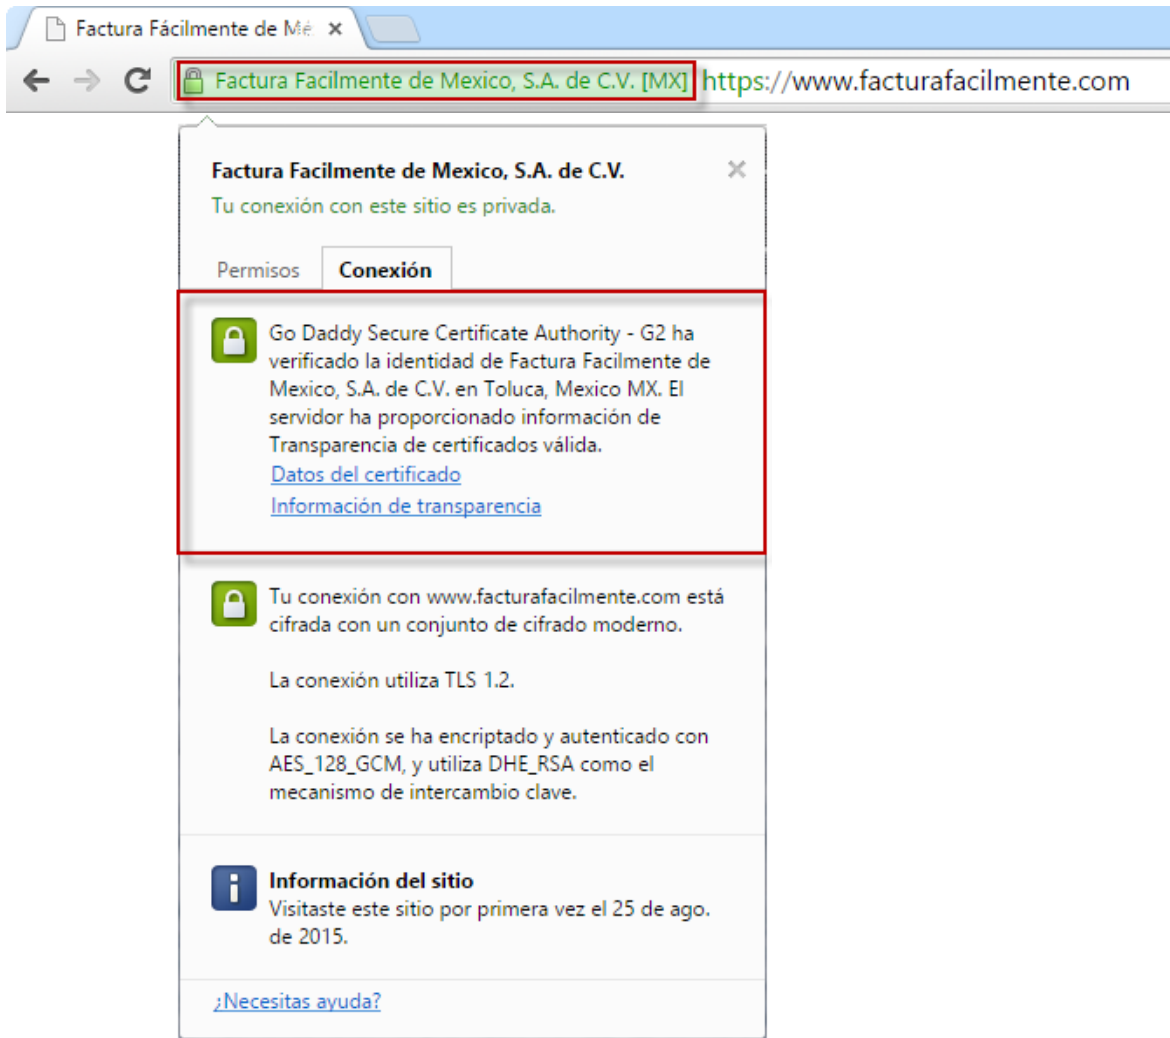 Factura Fácilmente de Mé
Factura Facilmente de Mexico, S.A. de C.V. [MX] https://www.facturafacilmente.com
Factura Facilmente de Mexico, S.A. de C.V.
Tu conexión con este sitio es privada.
Permisos Conexión
Go Daddy Secure Certificate Authority - G2 ha
verificado la identidad de Factura Facilmente de
Mexico, S.A. de C.V. en Toluca, Mexico MX. El
servidor ha proporcionado información de
Transparencia de certificados válida.
Datos del certificado
Información de transparencia
Tu conexión con www.facturafacilmente.com está
cifrada con un conjunto de cifrado moderno.
La conexión utiliza TLS 1.2.
La conexión se ha encriptado y autenticado con
AES_128_GCM, y utiliza DHE_RSA como el
mecanismo de intercambio clave.
Información del sitio
Visitaste este sitio por primera vez el 25 de ago.
de 2015.
¿Necesitas ayuda?